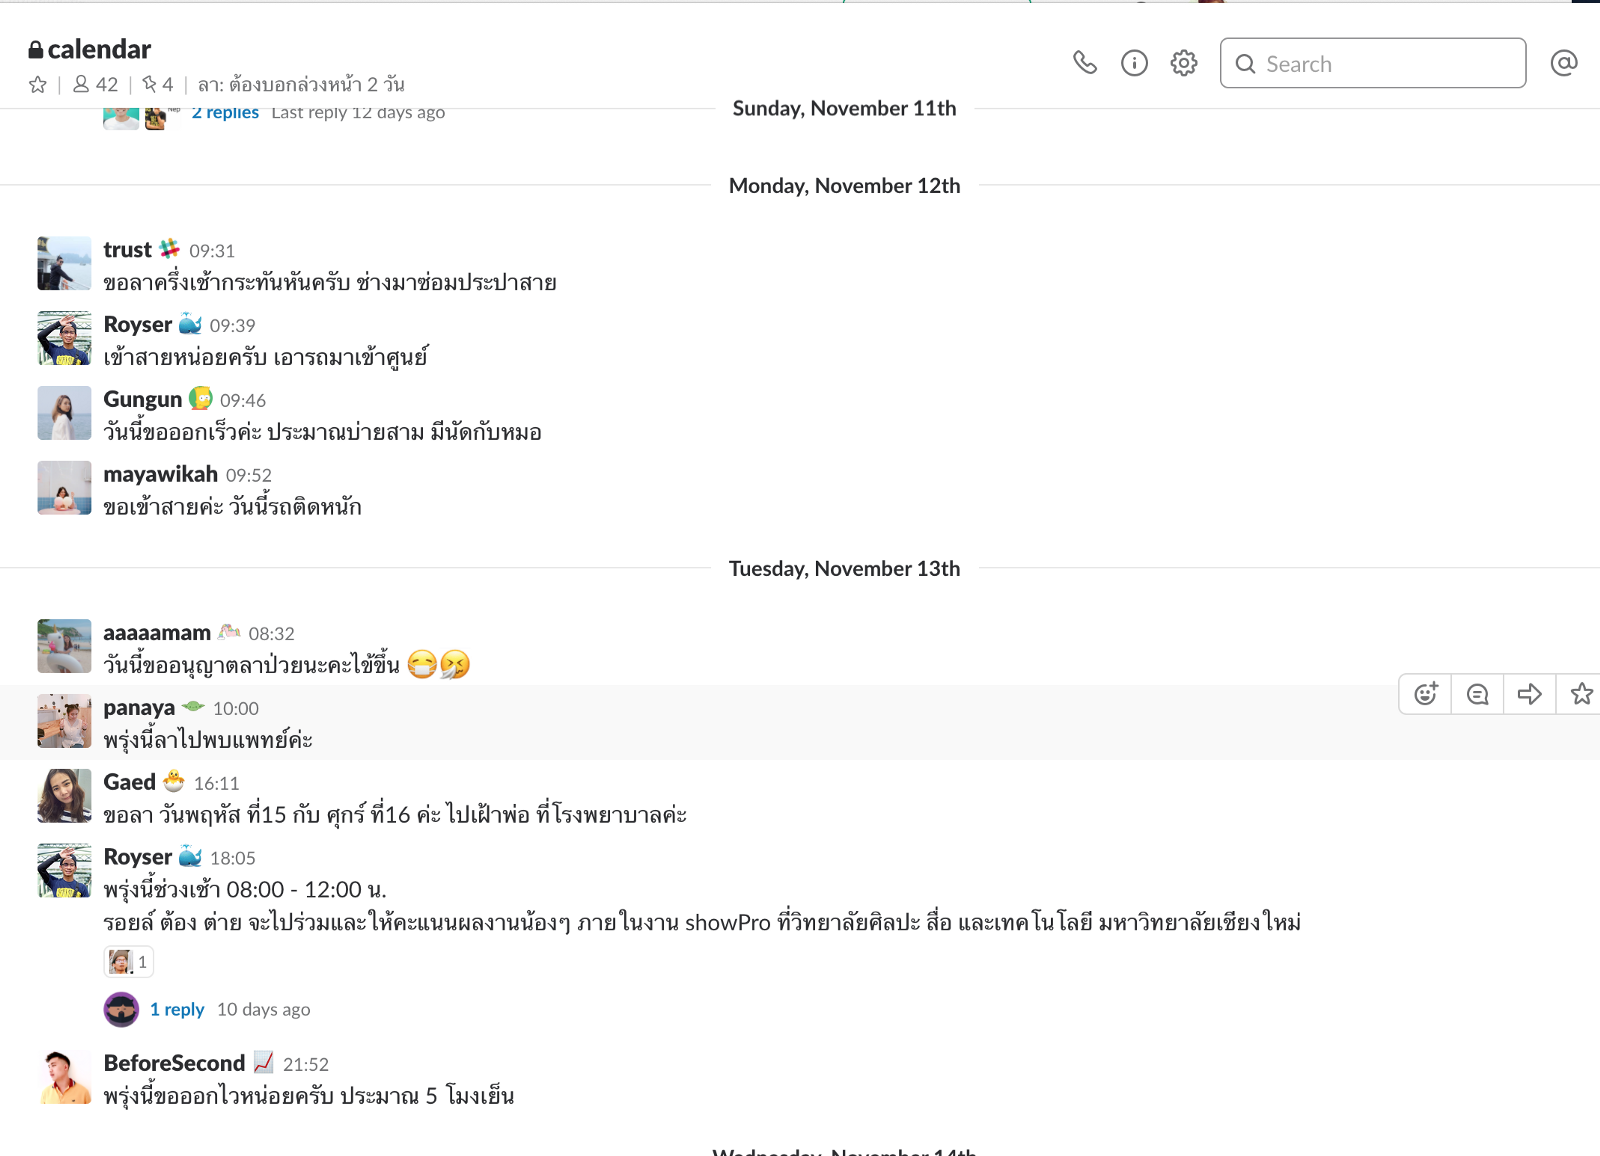 calendar
42 | 4 | ลา: ต้องบอกล่วงหน้า 2 วัน
Search
2 replies Last reply 12 days ago
Sunday, November 11th
Monday, November 12th
trust 09:31
ขอลาครึ่งเช้ากระทันหันครับ ช่างมาซ่อมประปาสาย
Royser 09:39
เข้าสายหน่อยครับ เอารถมาเข้าศูนย์
Gungun 09:46
วันนี้ขอออกเร็วค่ะ ประมาณบ่ายสาม มีนัดกับหมอ
mayawikah 09:52
ขอเข้าสายค่ะ วันนี้รถติดหนัก
Tuesday, November 13th
aaaaamam 08:32
วันนี้ขออนุญาตลาป่วยนะคะไข้ขึ้น 😷🤧
panaya 10:00
พรุ่งนี้ลาไปพบแพทย์ค่ะ
Gaed 16:11
ขอลา วันพฤหัส ที่15 กับ ศุกร์ ที่16 ค่ะ ไปเฝ้าพ่อ ที่โรงพยาบาลค่ะ
Royser 18:05
พรุ่งนี้ช่วงเช้า 08:00 - 12:00 น.
รอยล์ ต้อง ต่าย จะไปร่วมและให้คะแนนผลงานน้องๆ ภายในงาน showPro ที่วิทยาลัยศิลปะ สื่อ และเทคโนโลยี มหาวิทยาลัยเชียงใหม่
1
1 reply 10 days ago
BeforeSecond 21:52
พรุ่งนี้ขอออกไวหน่อยครับ ประมาณ 5 โมงเย็น
Wednesday, November 14th